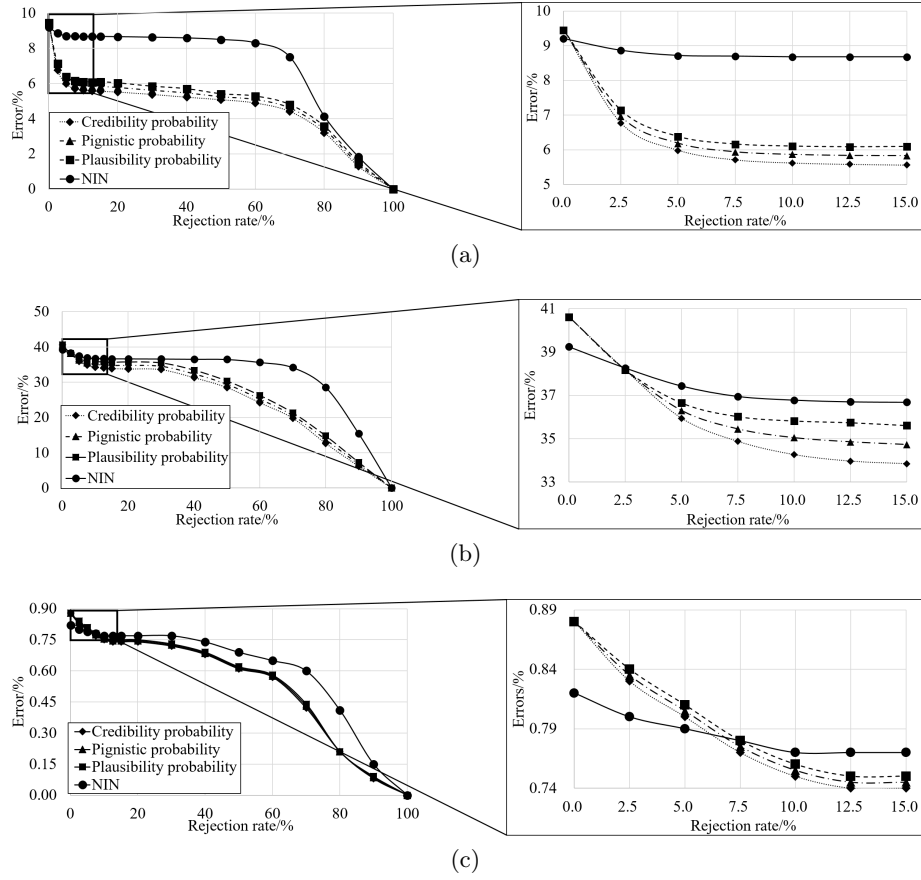 10
8
6
4
2
0
Error/%
Credibility probability
Pignistic probability
Plausibility probability
NIN
0 20 40 60 80 100
Rejection rate/%
10
9
8
7
6
5
Error/%
0.0 2.5 5.0 7.5 10.0 12.5 15.0
Rejection rate/%
(a)
50
40
30
20
10
0
Error/%
Credibility probability
Pignistic probability
Plausibility probability
NIN
0 20 40 60 80 100
Rejection rate/%
41
39
37
35
33
Error/%
0.0 2.5 5.0 7.5 10.0 12.5 15.0
Rejection rate/%
(b)
0.90
0.75
0.60
0.45
0.30
0.15
0.00
Error/%
Credibility probability
Pignistic probability
Plausibility probability
NIN
0 20 40 60 80 100
Rejection rate/%
0.89
0.84
0.79
0.74
Errors/%
0.0 2.5 5.0 7.5 10.0 12.5 15.0
Rejection rate/%
(c)